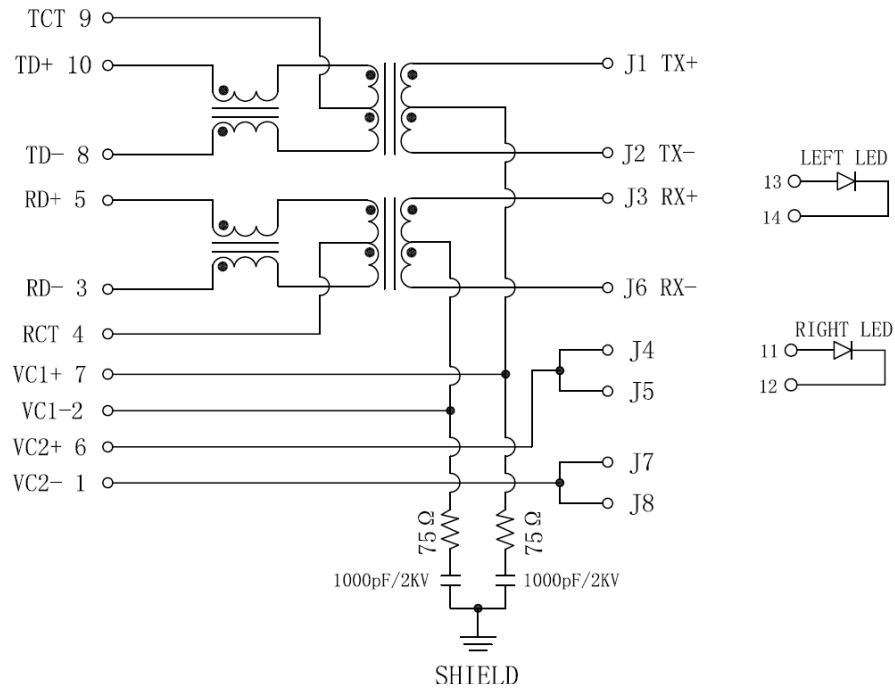 TCT 9
TD+ 10
TD- 8
RD+ 5
RD- 3
RCT 4
VC1+ 7
VC1-2
VC2+ 6
VC2- 1
J1 TX+
J2 TX-
J3 RX+
J6 RX-
J4
J5
J7
J8
75Ω
75Ω
1000pF/2KV
1000pF/2KV
SHIELD
LEFT LED
13
14
RIGHT LED
11
12